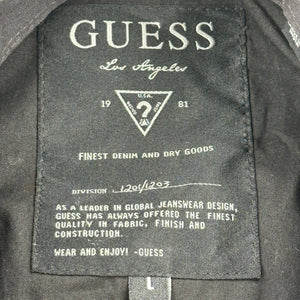 GUESS
Los Angeles
U.S.A.
19 ? 81
FINEST DENIM AND DRY GOODS
DIVISION : 1201/1203
AS A LEADER IN GLOBAL JEANSWEAR DESIGN,
GUESS HAS ALWAYS OFFERED THE FINEST
QUALITY IN FABRIC, FINISH AND
CONSTRUCTION.
WEAR AND ENJOY! -GUESS
L